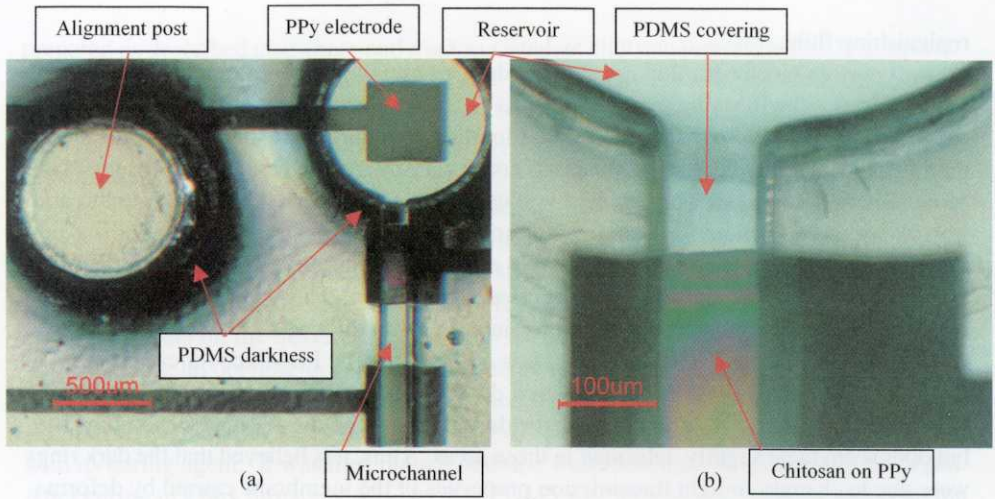 Alignment post
PPy electrode
Reservoir
PDMS covering
PDMS darkness
500um
100um
(a)
Microchannel
(b)
Chitosan on PPy